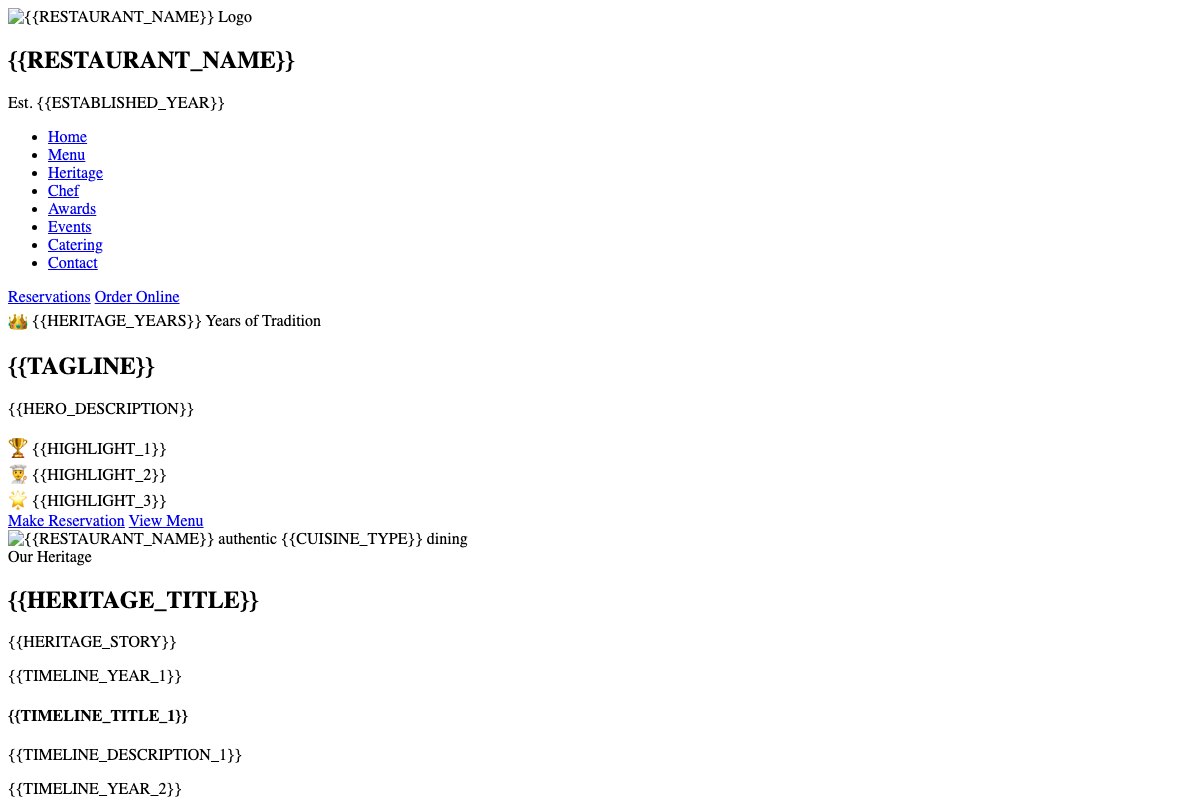 {{RESTAURANT_NAME}} Logo
{{RESTAURANT_NAME}}
Est. {{ESTABLISHED_YEAR}}
Home
Menu
Heritage
Chef
Awards
Events
Catering
Contact
Reservations Order Online
👑 {{HERITAGE_YEARS}} Years of Tradition
{{TAGLINE}}
{{HERO_DESCRIPTION}}
🏆 {{HIGHLIGHT_1}}
👨‍🍳 {{HIGHLIGHT_2}}
🌟 {{HIGHLIGHT_3}}
Make Reservation View Menu
{{RESTAURANT_NAME}} authentic {{CUISINE_TYPE}} dining
Our Heritage
{{HERITAGE_TITLE}}
{{HERITAGE_STORY}}
{{TIMELINE_YEAR_1}}
{{TIMELINE_TITLE_1}}
{{TIMELINE_DESCRIPTION_1}}
{{TIMELINE_YEAR_2}}